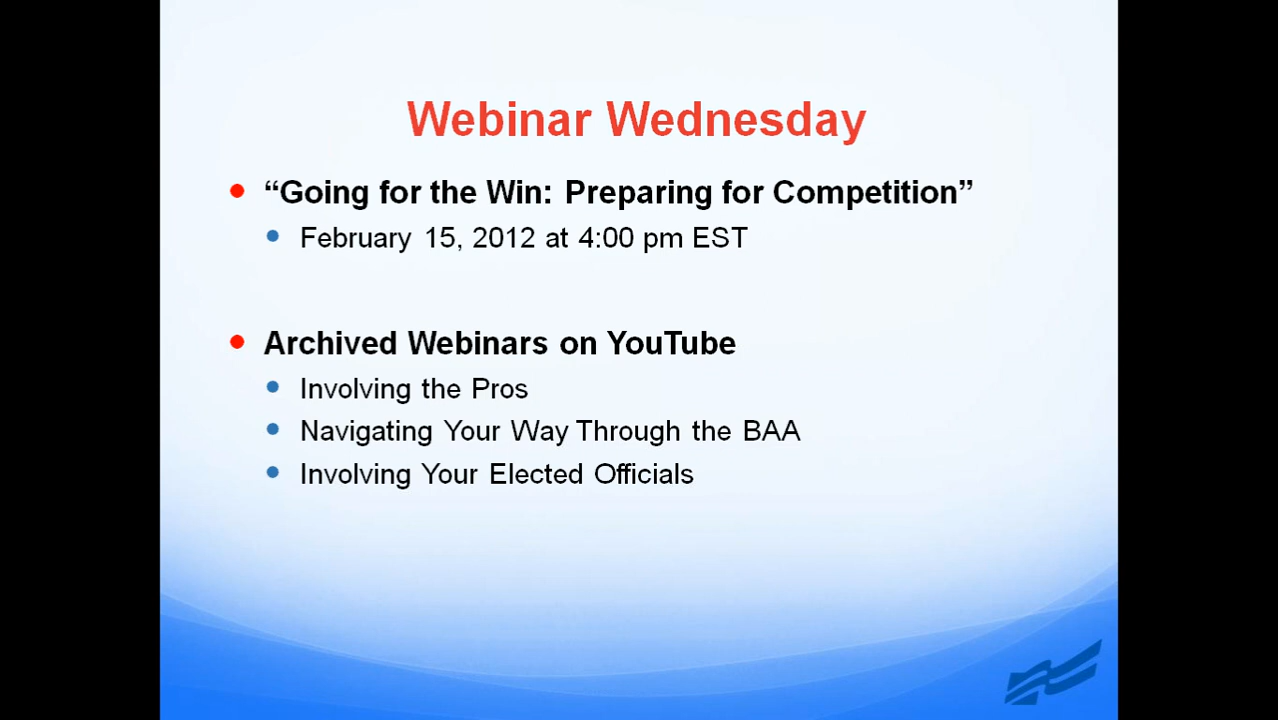 Webinar Wednesday
“Going for the Win: Preparing for Competition”
February 15, 2012 at 4:00 pm EST
Archived Webinars on YouTube
Involving the Pros
Navigating Your Way Through the BAA
Involving Your Elected Officials